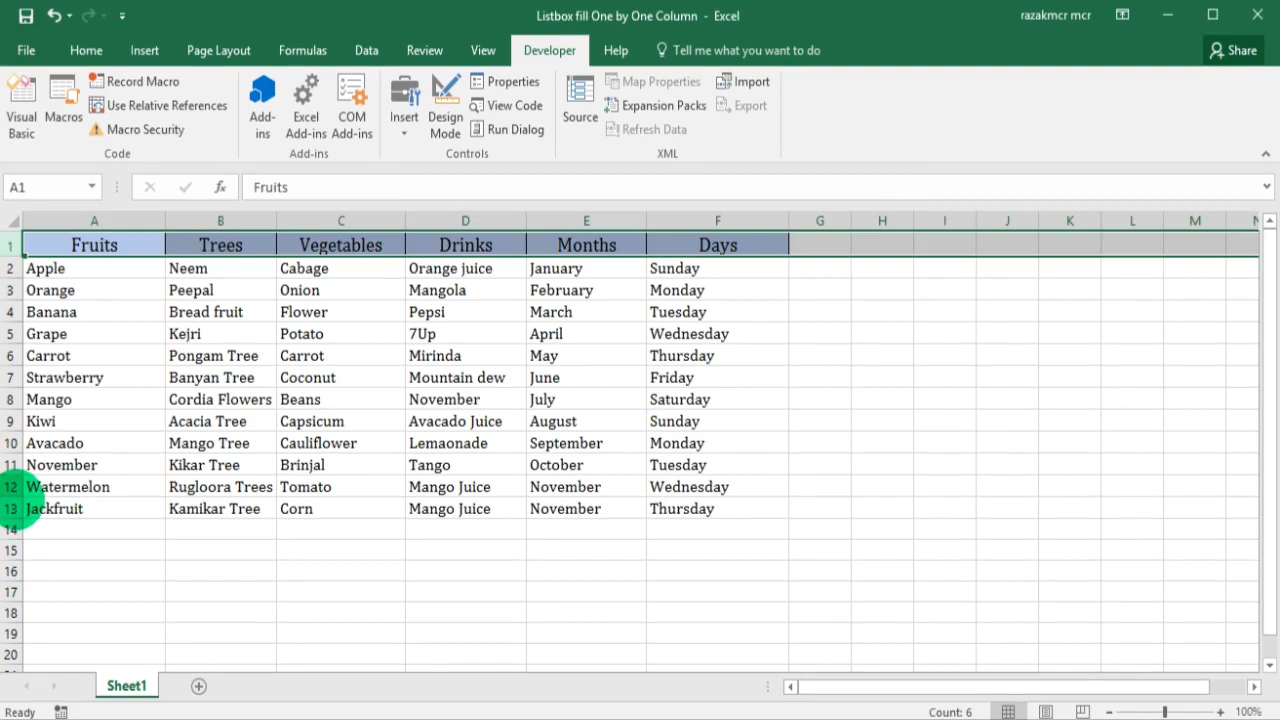 Listbox fill One by One Column - Excel
razakmcr mcr
File Home Insert Page Layout Formulas Data Review View Developer Help Tell me what you want to do Share
Visual Basic
Macros
Record Macro
Use Relative References
Macro Security
Code
Add-ins
Excel Add-ins
COM Add-ins
Add-ins
Insert
Design Mode
Properties
View Code
Run Dialog
Controls
Source
Map Properties
Expansion Packs
Refresh Data
Import
Export
XML
A1 fx Fruits
A B C D E F G H I J K L M N
1 Fruits Trees Vegetables Drinks Months Days
2 Apple Neem Cabage Orange juice January Sunday
3 Orange Peepal Onion Mangola February Monday
4 Banana Bread fruit Flower Pepsi March Tuesday
5 Grape Kejri Potato 7Up April Wednesday
6 Carrot Pongam Tree Carrot Mirinda May Thursday
7 Strawberry Banyan Tree Coconut Mountain dew June Friday
8 Mango Cordia Flowers Beans November July Saturday
9 Kiwi Acacia Tree Capsicum Avacado Juice August Sunday
10 Avacado Mango Tree Cauliflower Lemaonade September Monday
11 November Kikar Tree Brinjal Tango October Tuesday
12 Watermelon Rugloora Trees Tomato Mango Juice November Wednesday
13 Jackfruit Kamikar Tree Corn Mango Juice November Thursday
14
15
16
17
18
19
20
Sheet1
Ready Count: 6 100%